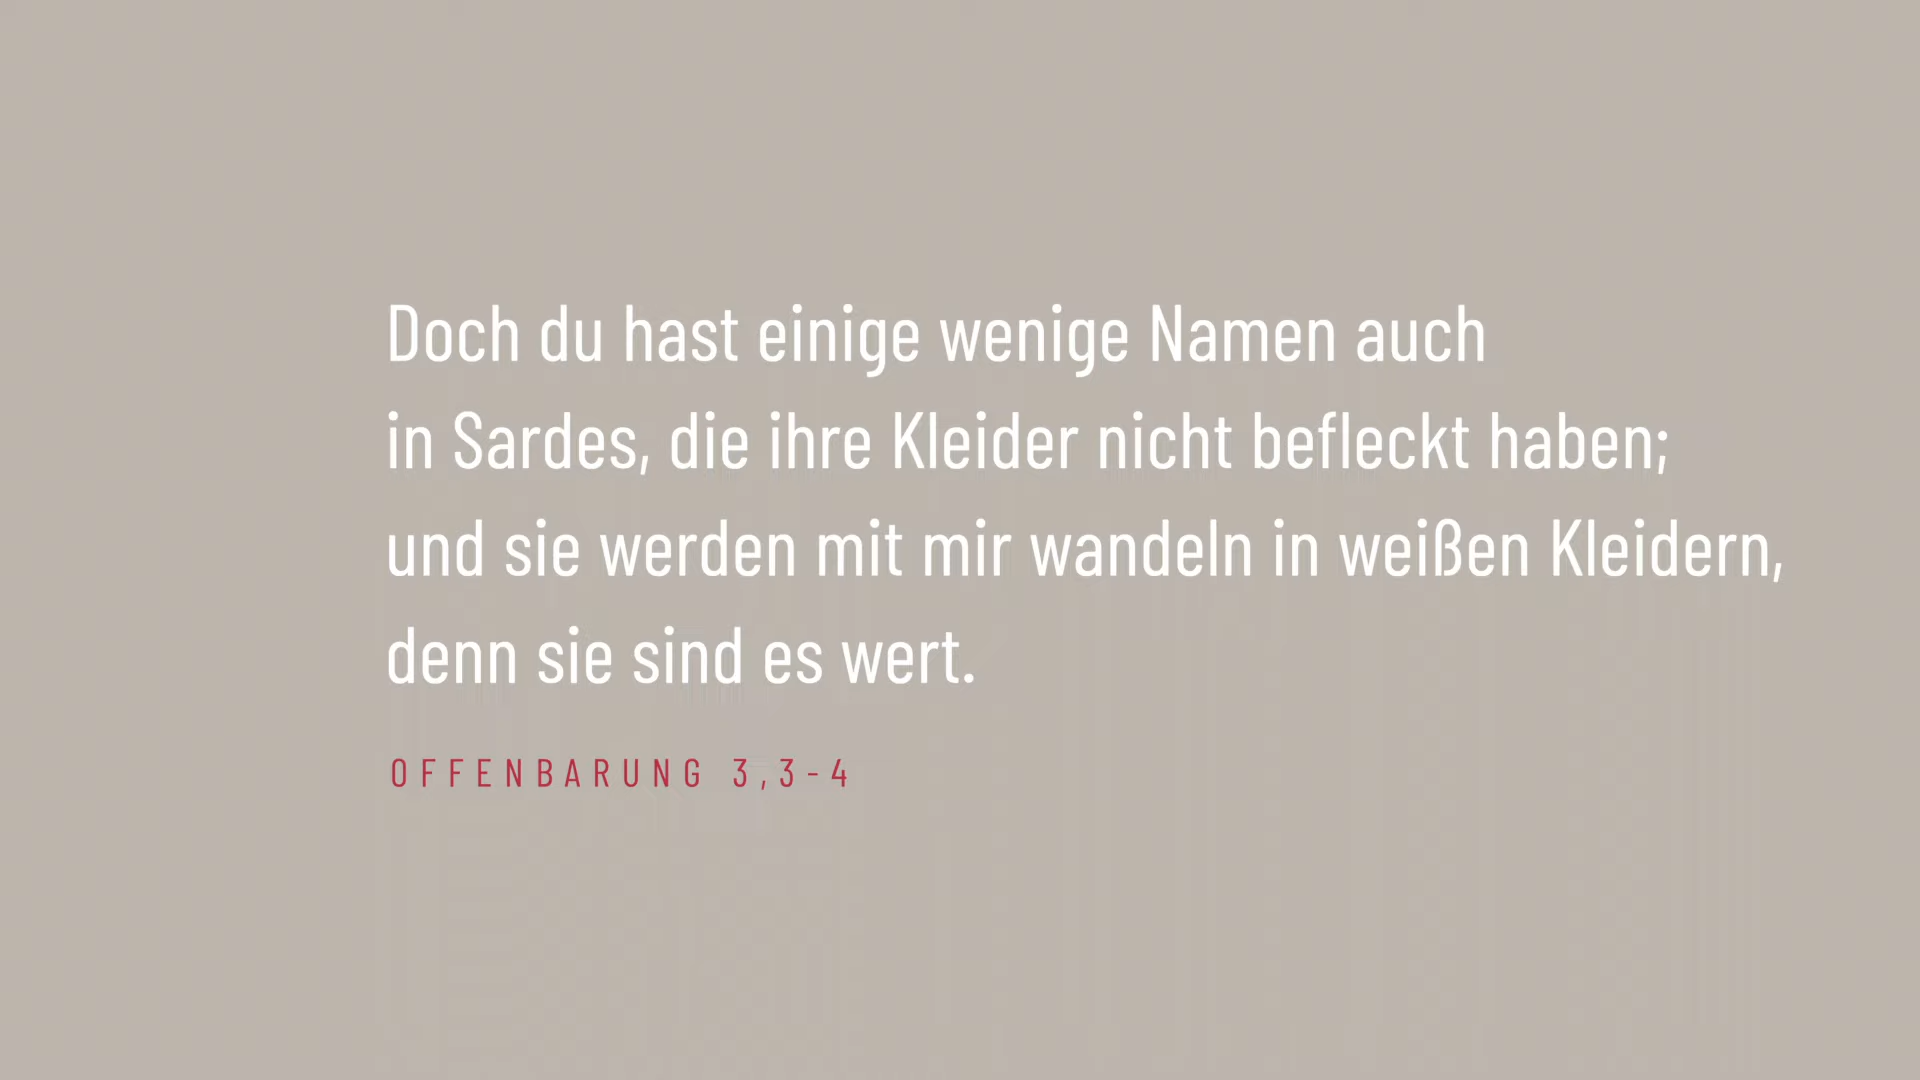 Doch du hast einige wenige Namen auch
in Sardes, die ihre Kleider nicht befleckt haben;
und sie werden mit mir wandeln in weißen Kleidern,
denn sie sind es wert.
OFFENBARUNG 3,3-4